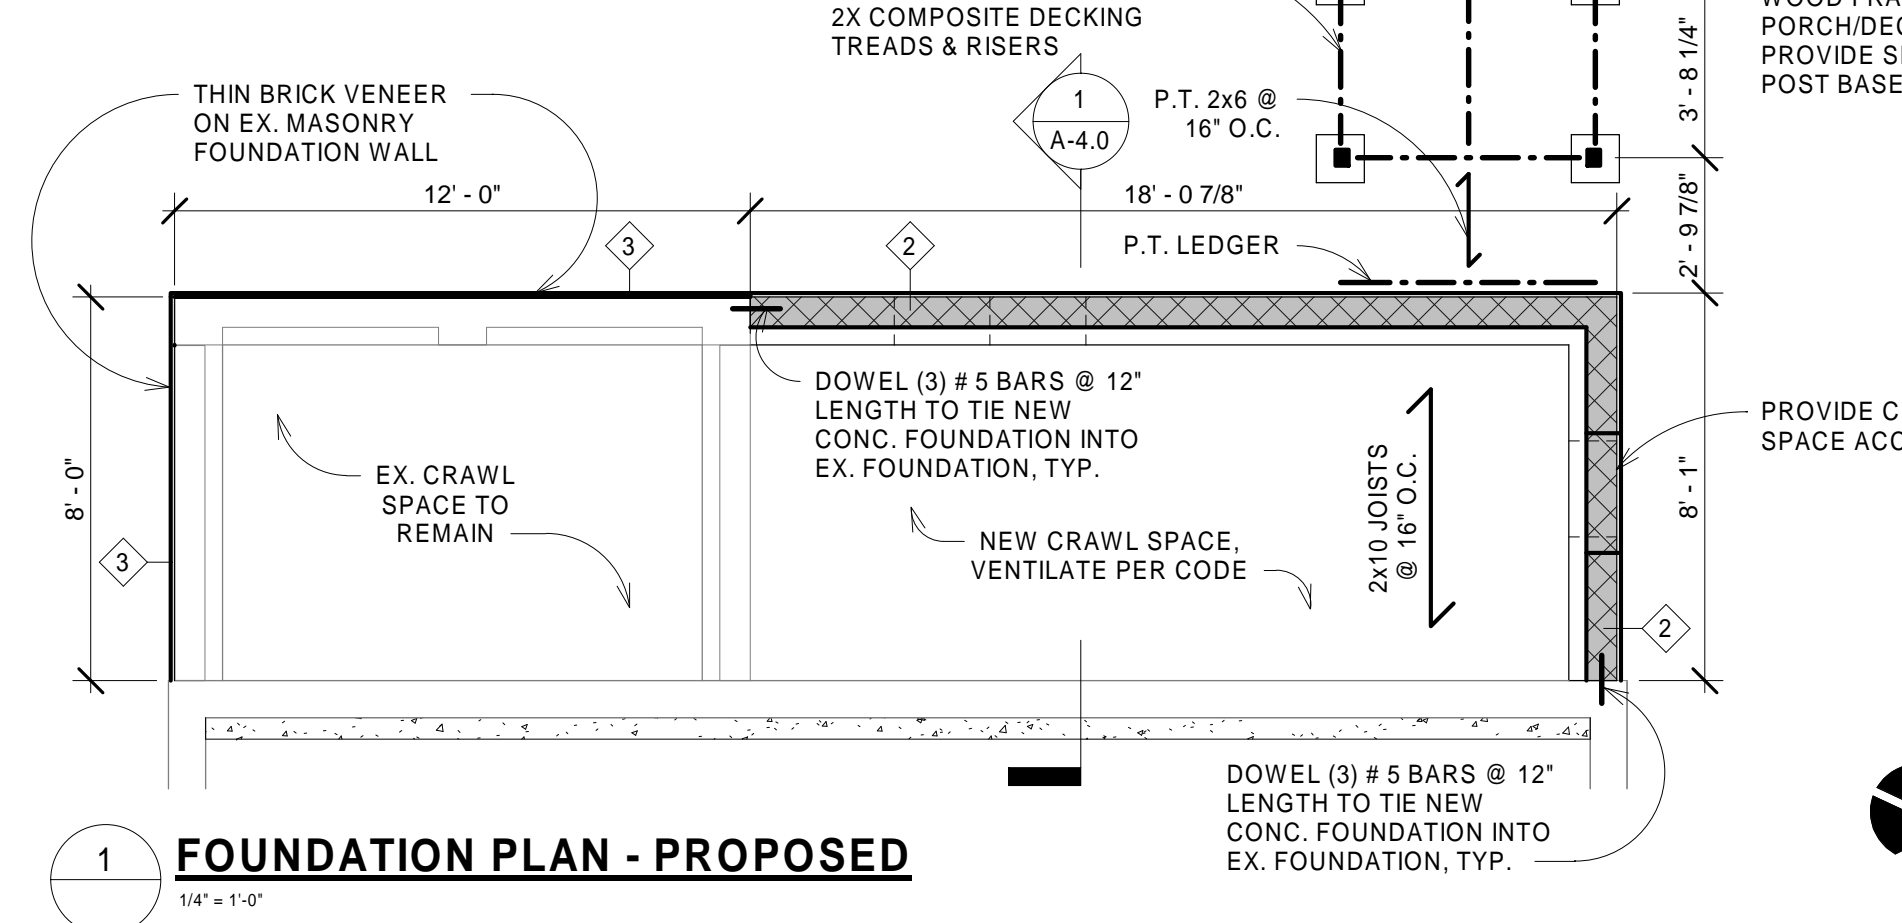 2X COMPOSITE DECKING
TREADS & RISERS
PORCH/DEC
PROVIDE S
POST BASE
THIN BRICK VENEER
ON EX. MASONRY
FOUNDATION WALL
1
A-4.0
P.T. 2x6 @
16" O.C.
3' - 8 1/4"
12' - 0"
18' - 0 7/8"
2' - 9 7/8"
3
2
P.T. LEDGER
DOWEL (3) # 5 BARS @ 12"
LENGTH TO TIE NEW
CONC. FOUNDATION INTO
EX. FOUNDATION, TYP.
PROVIDE C
SPACE ACC
8' - 0"
EX. CRAWL
SPACE TO
REMAIN
2x10 JOISTS
@ 16" O.C.
8' - 1"
NEW CRAWL SPACE,
VENTILATE PER CODE
3
2
DOWEL (3) # 5 BARS @ 12"
LENGTH TO TIE NEW
CONC. FOUNDATION INTO
EX. FOUNDATION, TYP.
1
FOUNDATION PLAN - PROPOSED
1/4" = 1'-0"